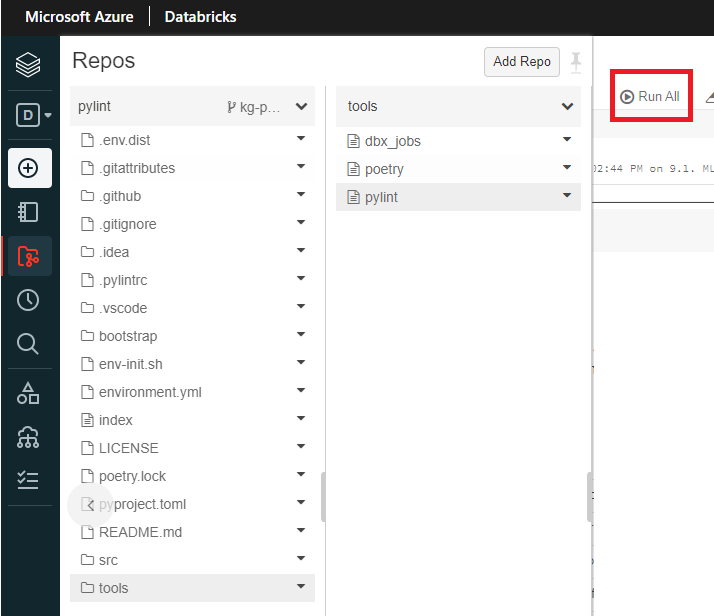 Microsoft Azure Databricks
Repos
Add Repo
pylint kg-p...
.env.dist
.gitattributes
.github
.gitignore
.idea
.pylintrc
.vscode
bootstrap
env-init.sh
environment.yml
index
LICENSE
poetry.lock
pyproject.toml
README.md
src
tools
tools
dbx_jobs
poetry
pylint
Run All
02:44 PM on 9.1. ML
D